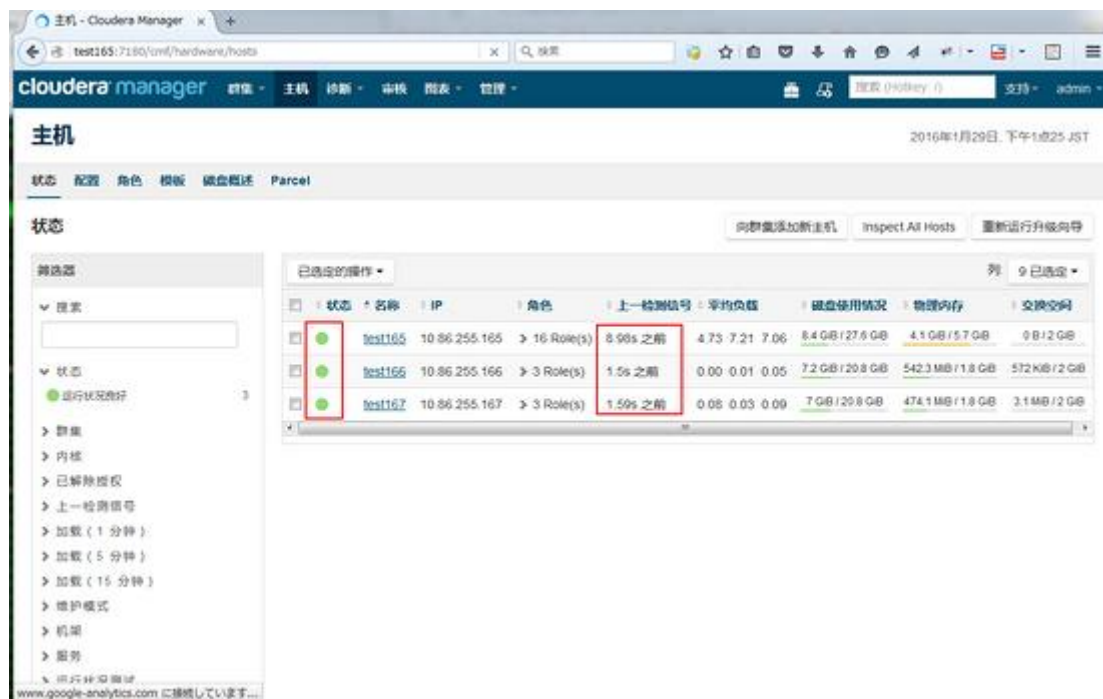 主机 - Cloudera Manager
test165:7180/cmf/hardware/hosts
检索
cloudera manager 群集 主机 诊断 审核 图表 管理
搜索 (Hotkey: /) 支持 admin
主机
2016年1月29日, 下午1点25 JST
状态 配置 角色 模板 磁盘概述 Parcel
状态
向群集添加新主机 Inspect All Hosts 重新运行升级向导
筛选器
已选定的操作
列 9 已选定
搜索
状态 名称 IP 角色 上一检测信号 平均负载 磁盘使用情况 物理内存 交换空间
test165 10.86.255.165 16 Role(s) 8.98s 之前 4.73 7.21 7.06 8.4 GiB / 27.6 GiB 4.1 GiB / 5.7 GiB 0 B / 2 GiB
状态
test166 10.86.255.166 3 Role(s) 1.5s 之前 0.00 0.01 0.05 7.2 GiB / 20.8 GiB 542.3 MiB / 1.8 GiB 572 KiB / 2 GiB
运行状况良好 3
test167 10.86.255.167 3 Role(s) 1.59s 之前 0.08 0.03 0.09 7 GiB / 20.8 GiB 474.1 MiB / 1.8 GiB 3.1 MiB / 2 GiB
群集
内核
已解除授权
上一检测信号
加载 ( 1 分钟 )
加载 ( 5 分钟 )
加载 ( 15 分钟 )
维护模式
机架
服务
运行状况测试
www.google-analytics.com に接続しています...